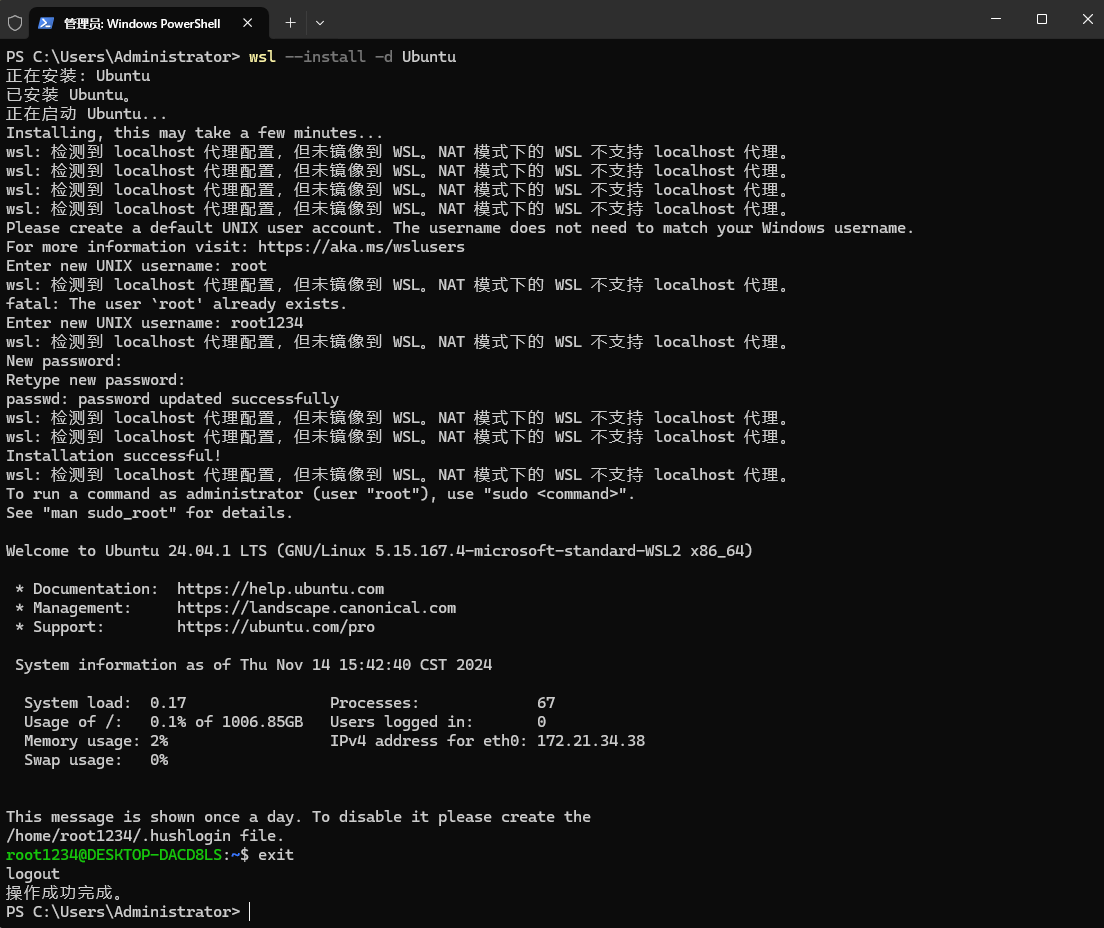 管理员: Windows PowerShell
PS C:\Users\Administrator> wsl --install -d Ubuntu
正在安装: Ubuntu
已安装 Ubuntu。
正在启动 Ubuntu...
Installing, this may take a few minutes...
wsl: 检测到 localhost 代理配置，但未镜像到 WSL。NAT 模式下的 WSL 不支持 localhost 代理。
wsl: 检测到 localhost 代理配置，但未镜像到 WSL。NAT 模式下的 WSL 不支持 localhost 代理。
wsl: 检测到 localhost 代理配置，但未镜像到 WSL。NAT 模式下的 WSL 不支持 localhost 代理。
wsl: 检测到 localhost 代理配置，但未镜像到 WSL。NAT 模式下的 WSL 不支持 localhost 代理。
Please create a default UNIX user account. The username does not need to match your Windows username.
For more information visit: https://aka.ms/wslusers
Enter new UNIX username: root
wsl: 检测到 localhost 代理配置，但未镜像到 WSL。NAT 模式下的 WSL 不支持 localhost 代理。
fatal: The user `root' already exists.
Enter new UNIX username: root1234
wsl: 检测到 localhost 代理配置，但未镜像到 WSL。NAT 模式下的 WSL 不支持 localhost 代理。
New password:
Retype new password:
passwd: password updated successfully
wsl: 检测到 localhost 代理配置，但未镜像到 WSL。NAT 模式下的 WSL 不支持 localhost 代理。
wsl: 检测到 localhost 代理配置，但未镜像到 WSL。NAT 模式下的 WSL 不支持 localhost 代理。
Installation successful!
wsl: 检测到 localhost 代理配置，但未镜像到 WSL。NAT 模式下的 WSL 不支持 localhost 代理。
To run a command as administrator (user "root"), use "sudo <command>".
See "man sudo_root" for details.
Welcome to Ubuntu 24.04.1 LTS (GNU/Linux 5.15.167.4-microsoft-standard-WSL2 x86_64)
* Documentation:  https://help.ubuntu.com
* Management:     https://landscape.canonical.com
* Support:        https://ubuntu.com/pro
System information as of Thu Nov 14 15:42:40 CST 2024
System load:  0.17                Processes:             67
Usage of /:   0.1% of 1006.85GB   Users logged in:       0
Memory usage: 2%                  IPv4 address for eth0: 172.21.34.38
Swap usage:   0%
This message is shown once a day. To disable it please create the
/home/root1234/.hushlogin file.
root1234@DESKTOP-DACD8LS:~$ exit
logout
操作成功完成。
PS C:\Users\Administrator>